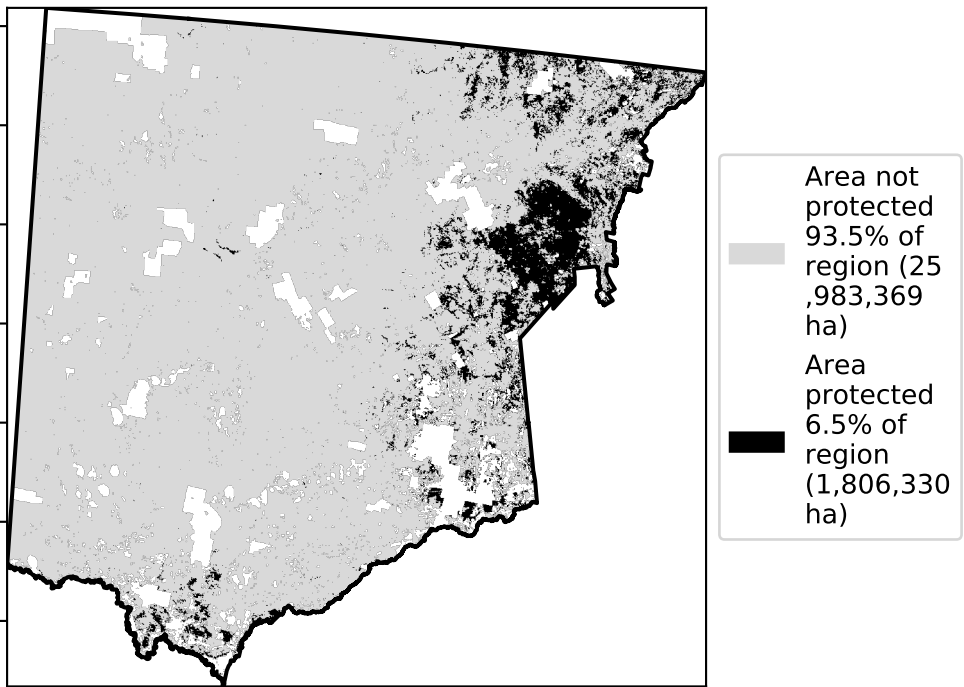 Area not
protected
93.5% of
region (25
,983,369
ha)
Area
protected
6.5% of
region
(1,806,330
ha)